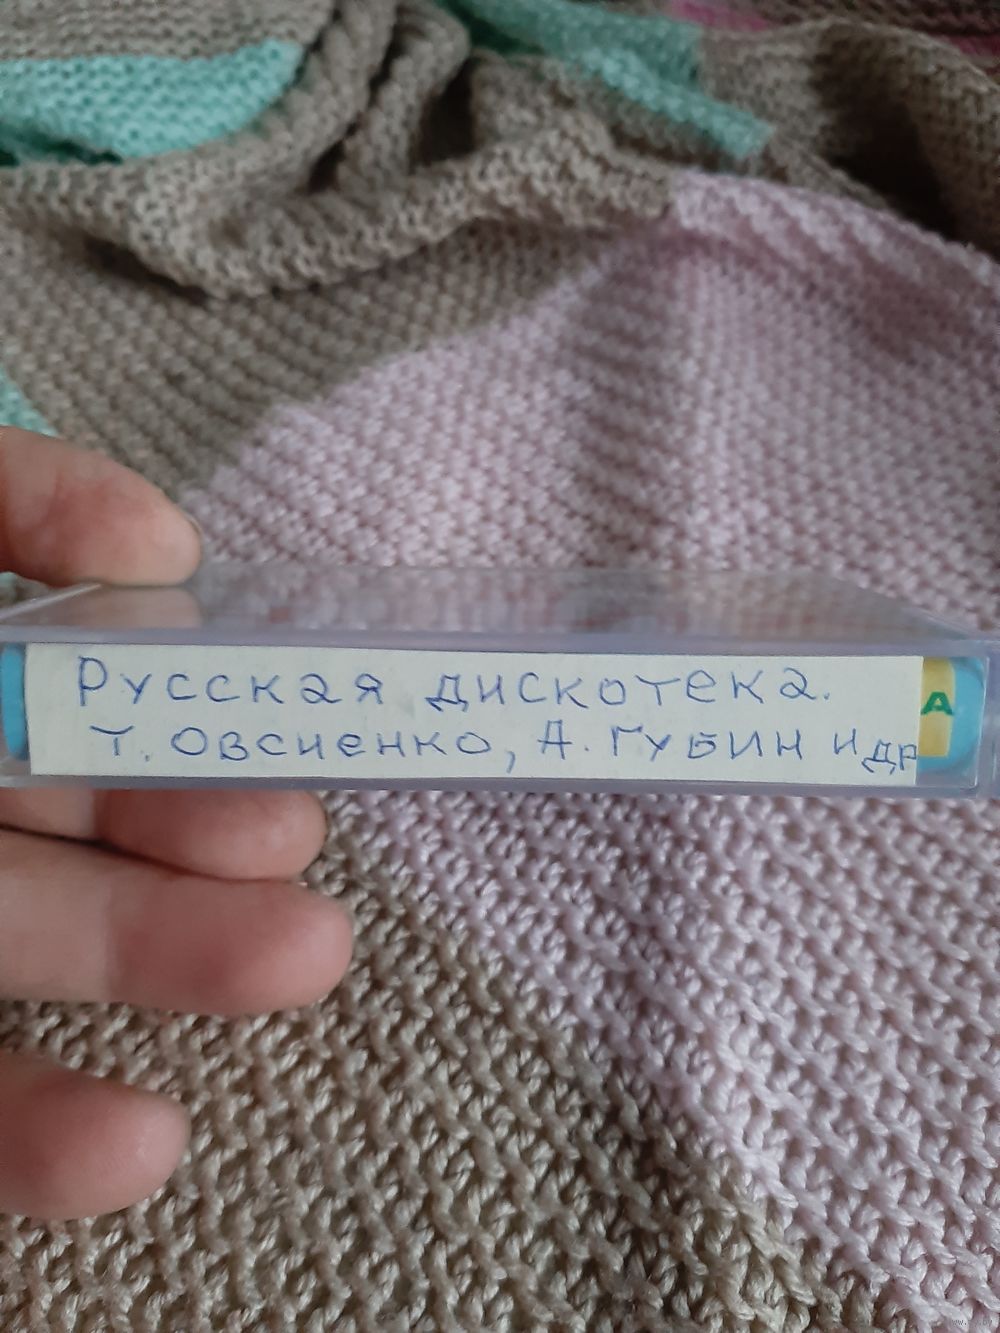 Русская дискотека.
Т. Овсиенко, А. Губин и др
А